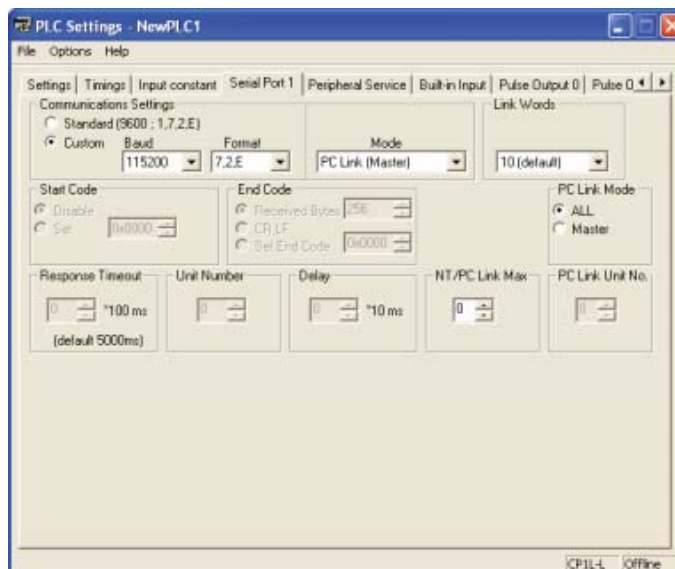 PLC Settings - NewPLC1
File Options Help
Settings Timings Input constant Serial Port 1 Peripheral Service Built-in Input Pulse Output 0 Pulse O
Communications Settings
Link Words
Standard (9600 ; 1,7,2,E)
Custom Baud Format Mode
115200 7,2,E PC Link (Master) 10 (default)
Start Code End Code PC Link Mode
Disable Received Bytes 256 ALL
Set 0x0000 CR,LF Master
Set End Code 0x0000
Response Timeout Unit Number Delay NT/PC Link Max PC Link Unit No.
0 *100 ms 0 0 *10 ms 0 0
(default 5000ms)
CP1L-L Offline